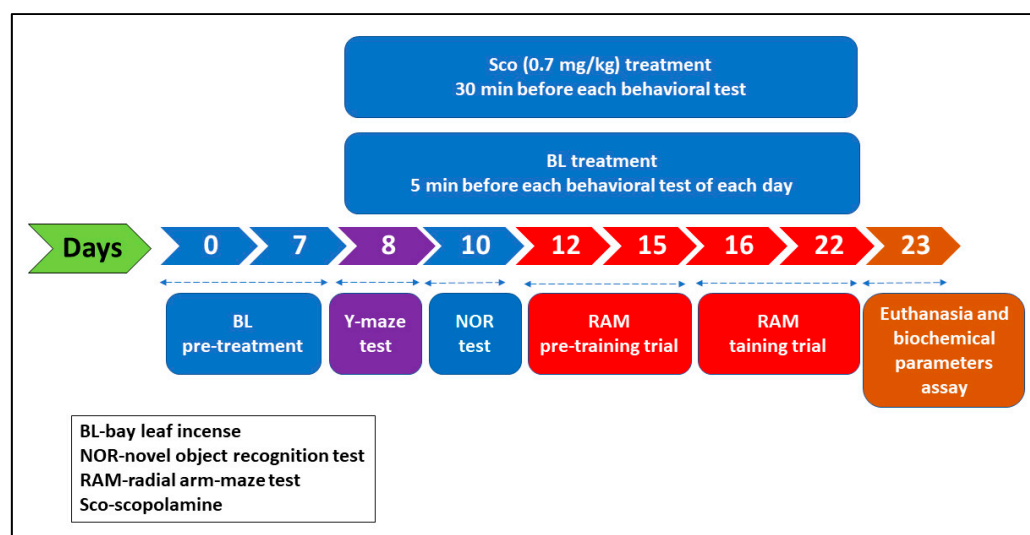 Sco (0.7 mg/kg) treatment
30 min before each behavioral test
BL treatment
5 min before each behavioral test of each day
Days 0 7 8 10 12 15 16 22 23
BL
pre-treatment
Y-maze
test
NOR
test
RAM
pre-training trial
RAM
taining trial
Euthanasia and
biochemical
parameters
assay
BL-bay leaf incense
NOR-novel object recognition test
RAM-radial arm-maze test
Sco-scopolamine